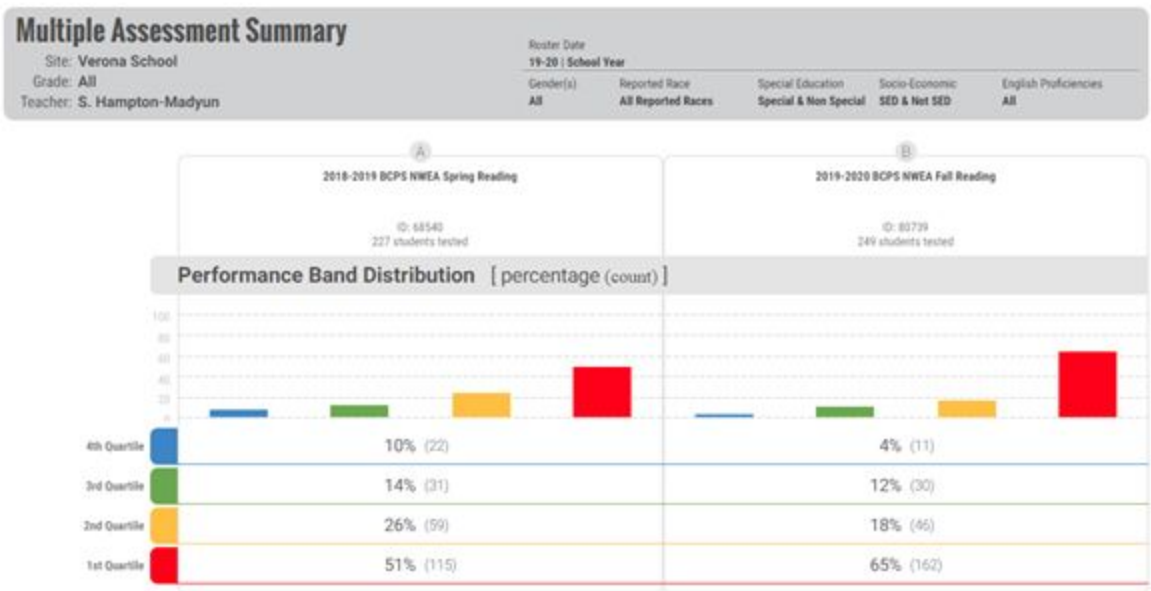 Multiple Assessment Summary
Site: Verona School
Grade: All
Teacher: S. Hampton-Madyun
Roster Date
19-20 | School Year
Gender(s) Reported Race Special Education Socio-Economic English Proficiencies
All All Reported Races Special & Non Special SED & Not SED All
A B
2018-2019 BCPS NWEA Spring Reading 2019-2020 BCPS NWEA Fall Reading
ID: 68540 ID: 80739
227 students tested 249 students tested
Performance Band Distribution [ percentage (count) ]
100
80
60
40
20
0
4th Quartile 10% (22) 4% (11)
3rd Quartile 14% (31) 12% (30)
2nd Quartile 26% (59) 18% (46)
1st Quartile 51% (115) 65% (162)